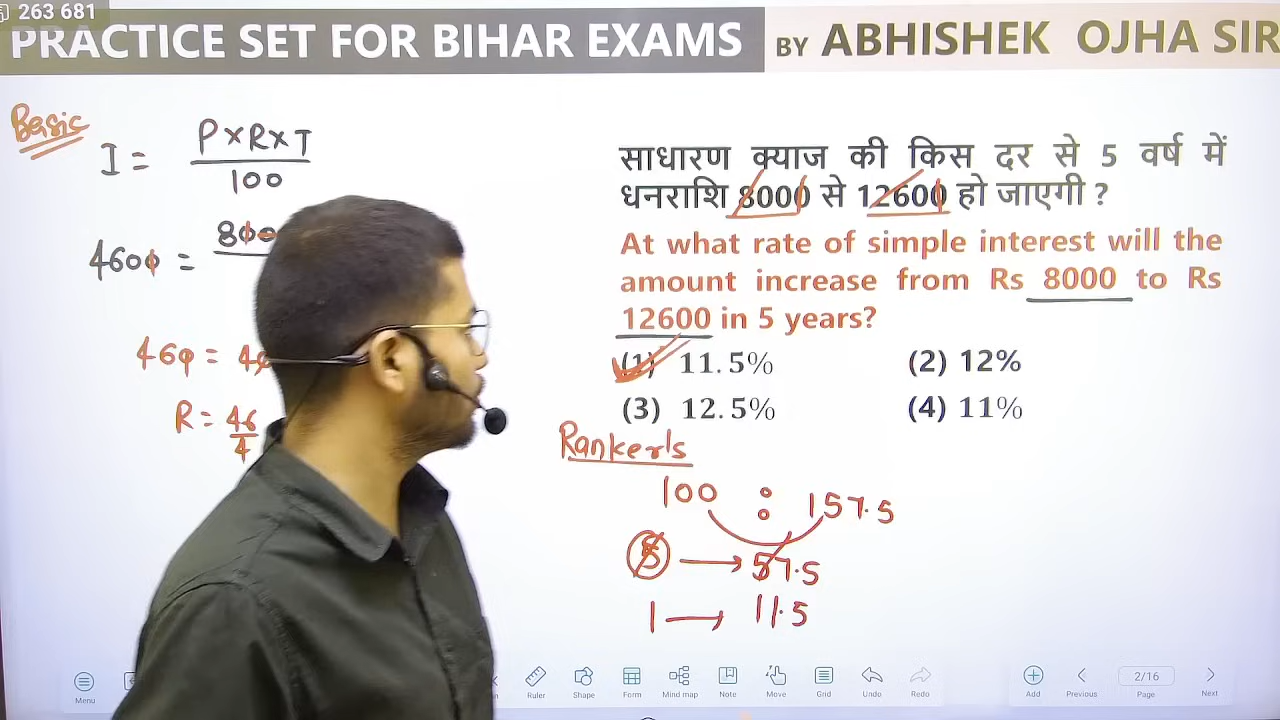 263 681
PRACTICE SET FOR BIHAR EXAMS BY ABHISHEK OJHA SIR
Basic
I = P×R×T
100
4600 = 800
460 = 40
R = 46
4
साधारण क्याज की किस दर से 5 वर्ष में
धनराशि 8000 से 12600 हो जाएगी ?
At what rate of simple interest will the
amount increase from Rs 8000 to Rs
12600 in 5 years?
(1) 11.5% (2) 12%
(3) 12.5% (4) 11%
Ranker's
100 : 157.5
5 → 57.5
1 → 11.5
Menu Ruler Shape Form Mind map Note Move Grid Undo Redo Add Previous 2/16 Page Next